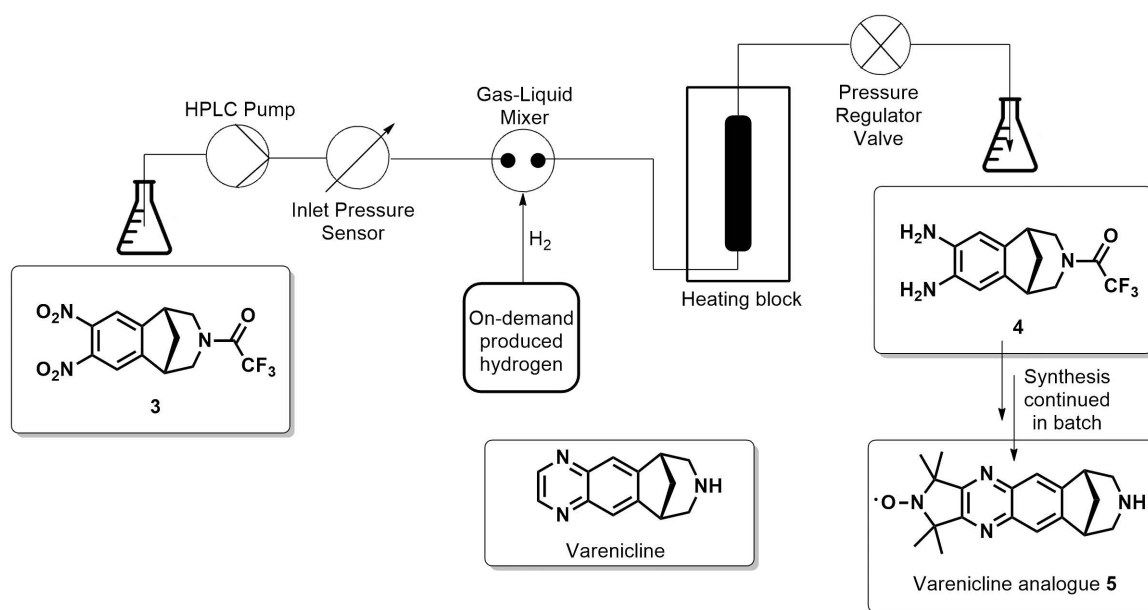 HPLC Pump
Inlet Pressure
Sensor
Gas-Liquid
Mixer
H2
On-demand
produced
hydrogen
Heating block
Pressure
Regulator
Valve
O2N
O2N
N
O
CF3
3
H2N
H2N
N
O
CF3
4
Synthesis
continued
in batch
N
N
NH
Varenicline
·O
N
N
N
NH
Varenicline analogue 5